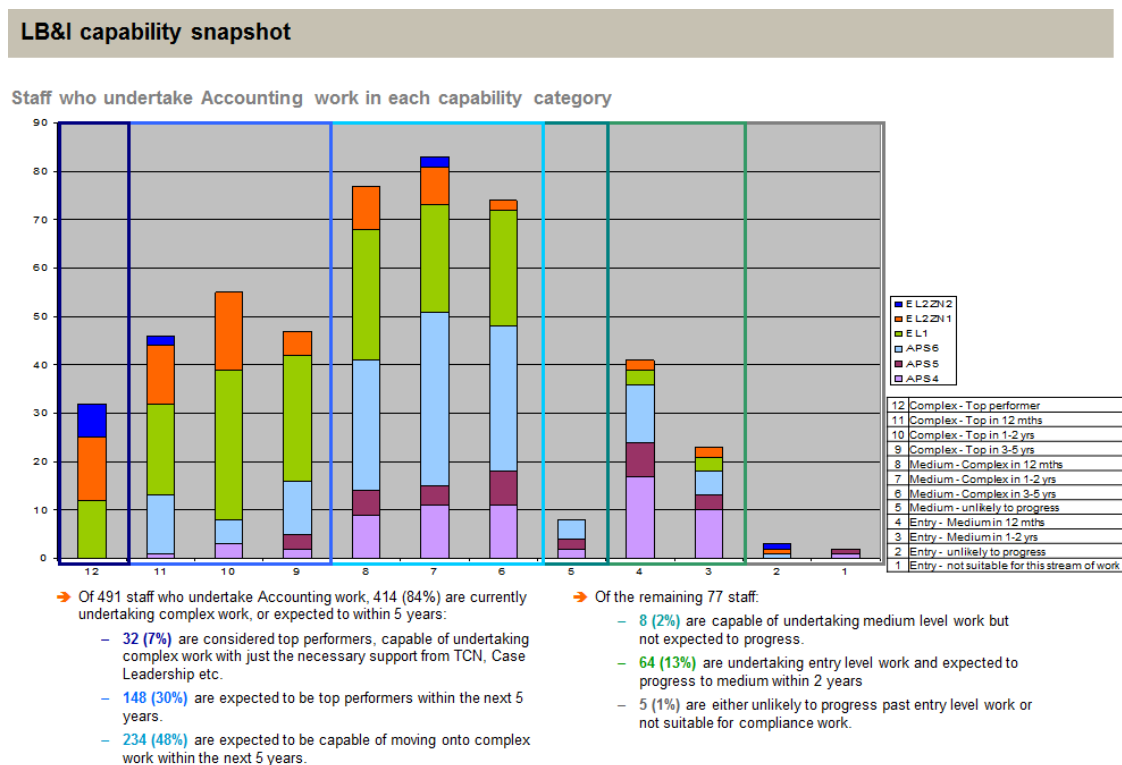 LB&I capability snapshot
Staff who undertake Accounting work in each capability category
90
80
70
60
50
40
30
20
10
0
12 11 10 9 8 7 6 5 4 3 2 1
EL2ZN2
EL2ZN1
EL1
APS6
APS5
APS4
12 Complex - Top performer
11 Complex - Top in 12 mths
10 Complex - Top in 1-2 yrs
9 Complex - Top in 3-5 yrs
8 Medium - Complex in 12 mths
7 Medium - Complex in 1-2 yrs
6 Medium - Complex in 3-5 yrs
5 Medium - unlikely to progress
4 Entry - Medium in 12 mths
3 Entry - Medium in 1-2 yrs
2 Entry - unlikely to progress
1 Entry - not suitable for this stream of work
Of 491 staff who undertake Accounting work, 414 (84%) are currently
undertaking complex work, or expected to within 5 years:
– 32 (7%) are considered top performers, capable of undertaking
complex work with just the necessary support from TCN, Case
Leadership etc.
– 148 (30%) are expected to be top performers within the next 5
years.
– 234 (48%) are expected to be capable of moving onto complex
work within the next 5 years.
Of the remaining 77 staff:
– 8 (2%) are capable of undertaking medium level work but
not expected to progress.
– 64 (13%) are undertaking entry level work and expected to
progress to medium within 2 years
– 5 (1%) are either unlikely to progress past entry level work or
not suitable for compliance work.